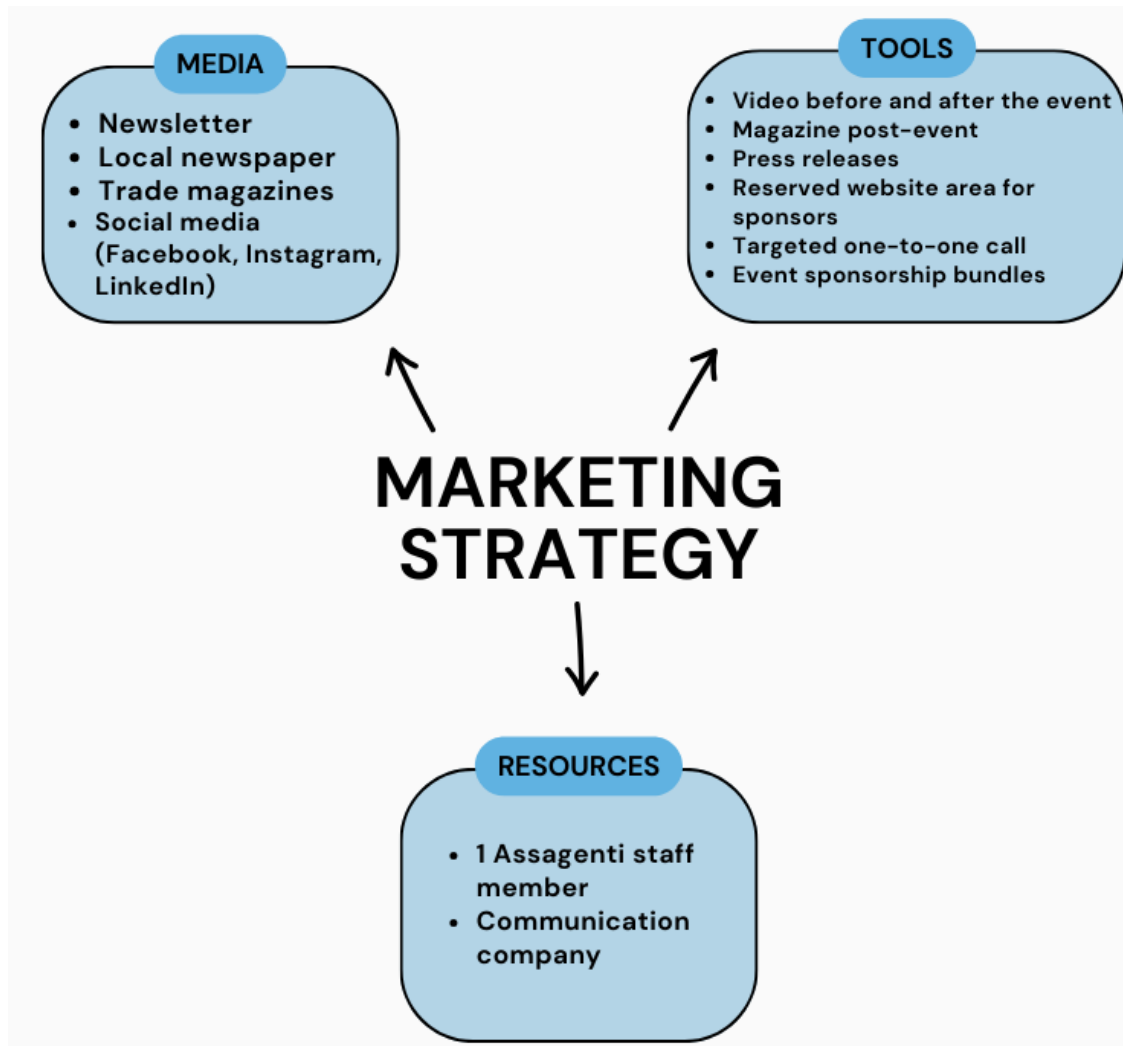 MEDIA
• Newsletter
• Local newspaper
• Trade magazines
• Social media
(Facebook, Instagram,
LinkedIn)
TOOLS
• Video before and after the event
• Magazine post-event
• Press releases
• Reserved website area for
sponsors
• Targeted one-to-one call
• Event sponsorship bundles
MARKETING
STRATEGY
RESOURCES
• 1 Assagenti staff
member
• Communication
company